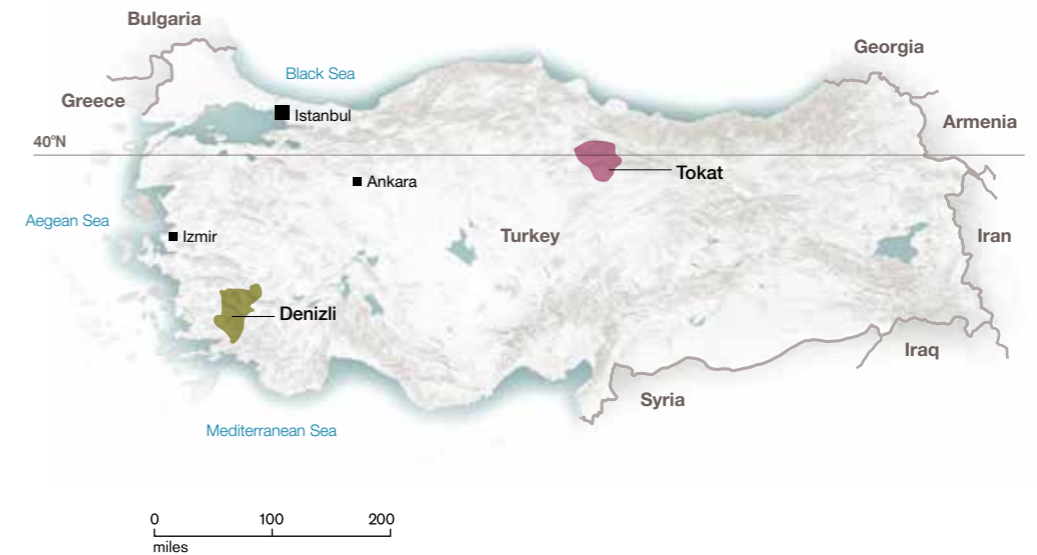 Bulgaria
Georgia
Black Sea
Greece
Istanbul
Armenia
40°N
Tokat
Ankara
Aegean Sea
Izmir
Turkey
Iran
Denizli
Iraq
Syria
Mediterranean Sea
0 100 200
miles